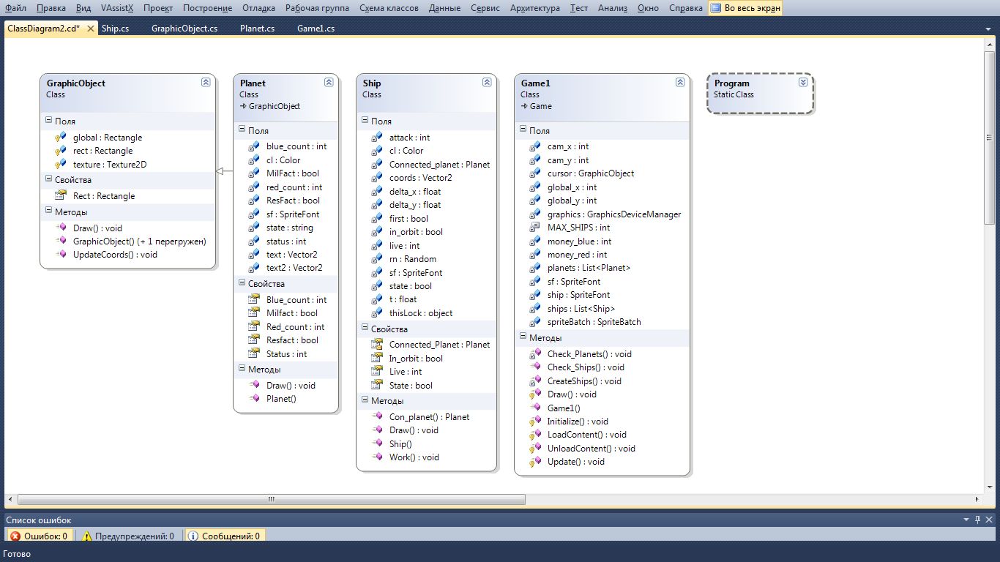 Файл Правка Вид VAssistX Проект Построение Отладка Рабочая группа Схема классов Данные Сервис Архитектура Тест Анализ Окно Справка Во весь экран
ClassDiagram2.cd* Ship.cs GraphicObject.cs Planet.cs Game1.cs
GraphicObject
Class
Поля
global : Rectangle
rect : Rectangle
texture : Texture2D
Свойства
Rect : Rectangle
Методы
Draw() : void
GraphicObject() (+ 1 перегружен)
UpdateCoords() : void
Planet
Class
GraphicObject
Поля
blue_count : int
cl : Color
MilFact : bool
red_count : int
ResFact : bool
sf : SpriteFont
state : string
status : int
text : Vector2
text2 : Vector2
Свойства
Blue_count : int
Milfact : bool
Red_count : int
Resfact : bool
Status : int
Методы
Draw() : void
Planet()
Ship
Class
Поля
attack : int
cl : Color
Connected_planet : Planet
coords : Vector2
delta_x : float
delta_y : float
first : bool
in_orbit : bool
live : int
rn : Random
sf : SpriteFont
state : bool
t : float
thisLock : object
Свойства
Connected_Planet : Planet
In_orbit : bool
Live : int
State : bool
Методы
Con_planet() : Planet
Draw() : void
Ship()
Work() : void
Game1
Class
Game
Поля
cam_x : int
cam_y : int
cursor : GraphicObject
global_x : int
global_y : int
graphics : GraphicsDeviceManager
MAX_SHIPS : int
money_blue : int
money_red : int
planets : List<Planet>
sf : SpriteFont
ship : SpriteFont
ships : List<Ship>
spriteBatch : SpriteBatch
Методы
Check_Planets() : void
Check_Ships() : void
CreateShips() : void
Draw() : void
Game1()
Initialize() : void
LoadContent() : void
UnloadContent() : void
Update() : void
Program
Static Class
Список ошибок
Ошибок: 0 Предупреждений: 0 Сообщений: 0
Готово